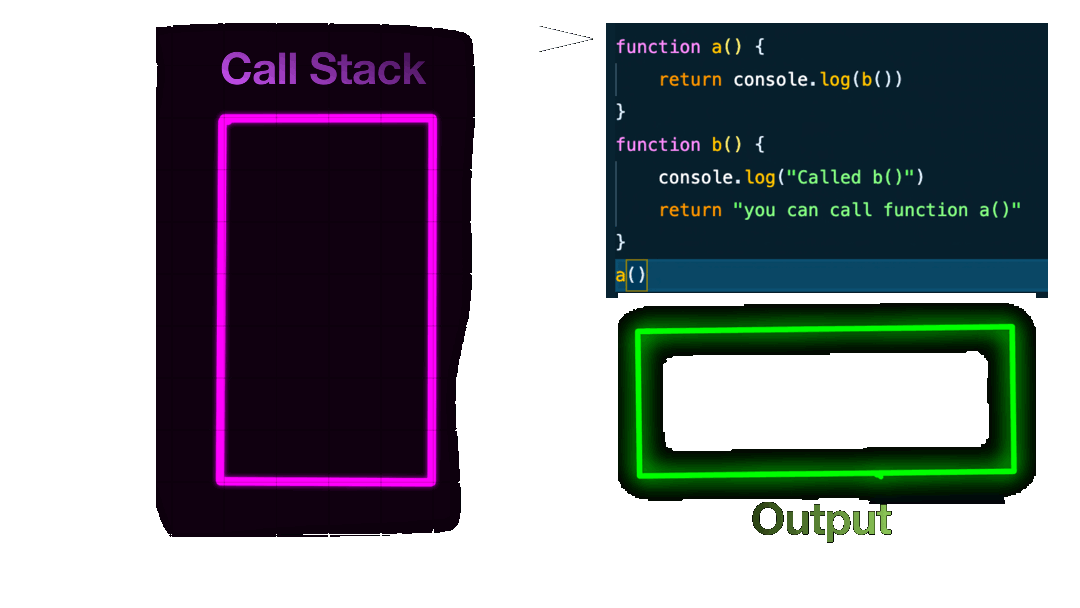 Call Stack
function a() {
    return console.log(b())
}
function b() {
    console.log("Called b()")
    return "you can call function a()"
}
a()
Output